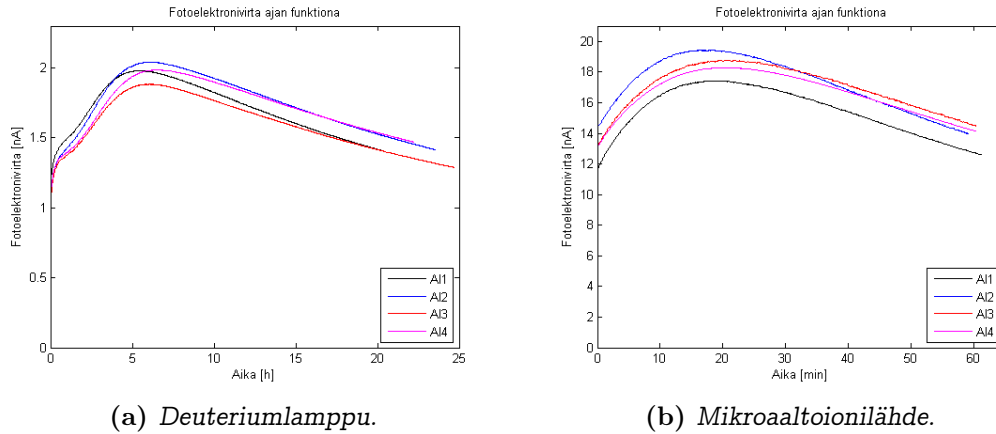 Fotoelektronivirta ajan funktiona
Fotoelektronivirta [nA]
2
1.5
1
0.5
0
0
5
10
15
20
25
Aika [h]
Al1
Al2
Al3
Al4
(a) Deuteriumlamppu.
Fotoelektronivirta ajan funktiona
Fotoelektronivirta [nA]
20
18
16
14
12
10
8
6
4
2
0
0
10
20
30
40
50
60
Aika [min]
Al1
Al2
Al3
Al4
(b) Mikroaaltoionilähde.